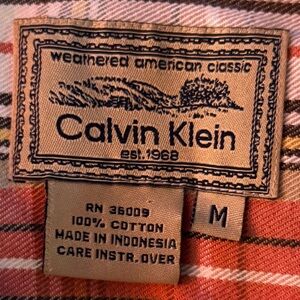 weathered american classic
Calvin Klein
est.1968
M
RN 36009
100% COTTON
MADE IN INDONESIA
CARE INSTR. OVER